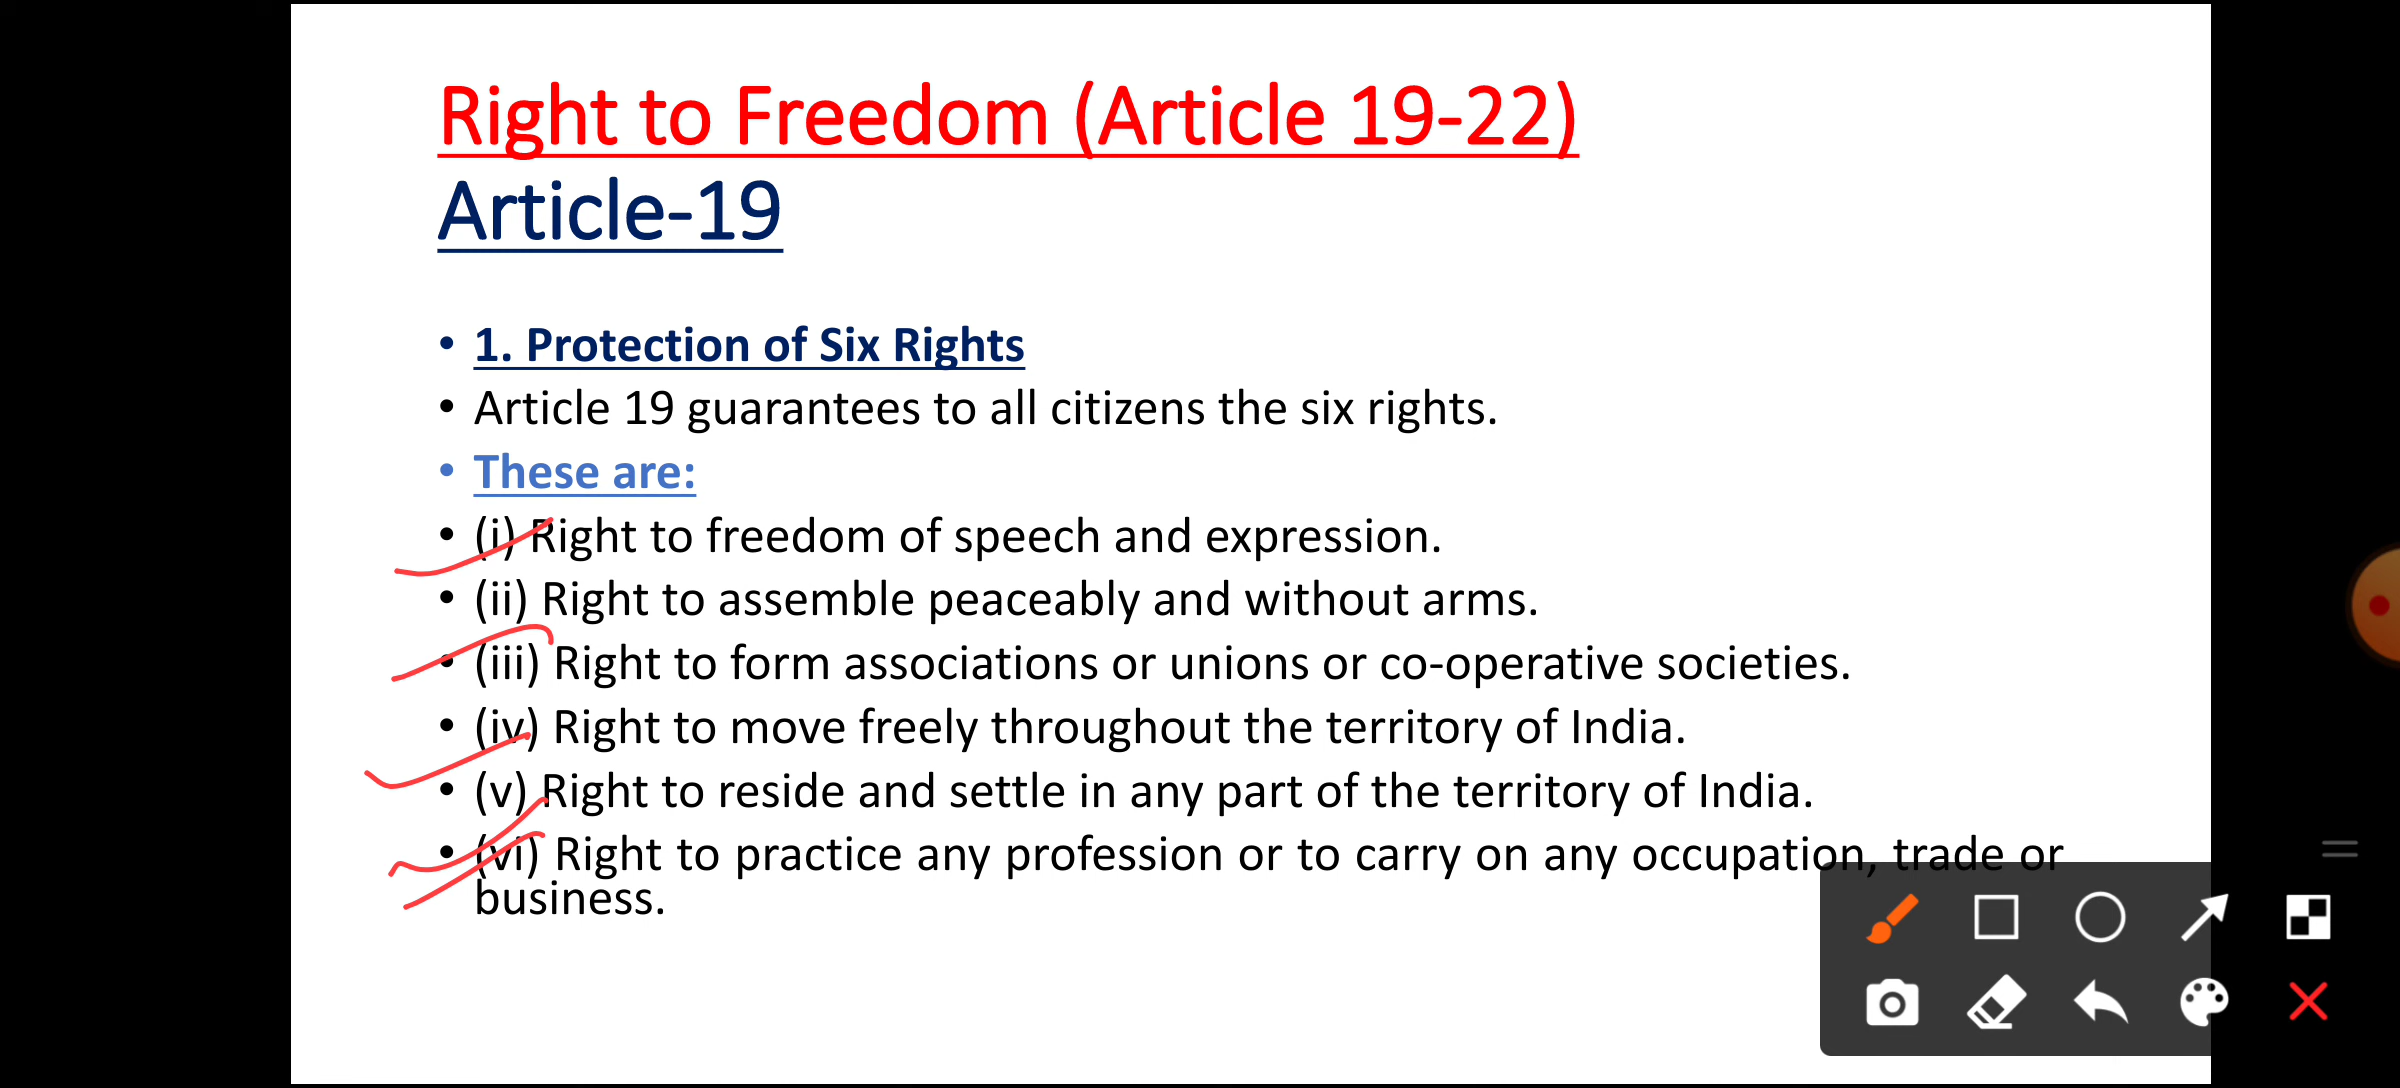 Right to Freedom (Article 19-22)
Article-19
• 1. Protection of Six Rights
• Article 19 guarantees to all citizens the six rights.
• These are:
• (i) Right to freedom of speech and expression.
• (ii) Right to assemble peaceably and without arms.
• (iii) Right to form associations or unions or co-operative societies.
• (iv) Right to move freely throughout the territory of India.
• (v) Right to reside and settle in any part of the territory of India.
• (vi) Right to practice any profession or to carry on any occupation, trade or
business.